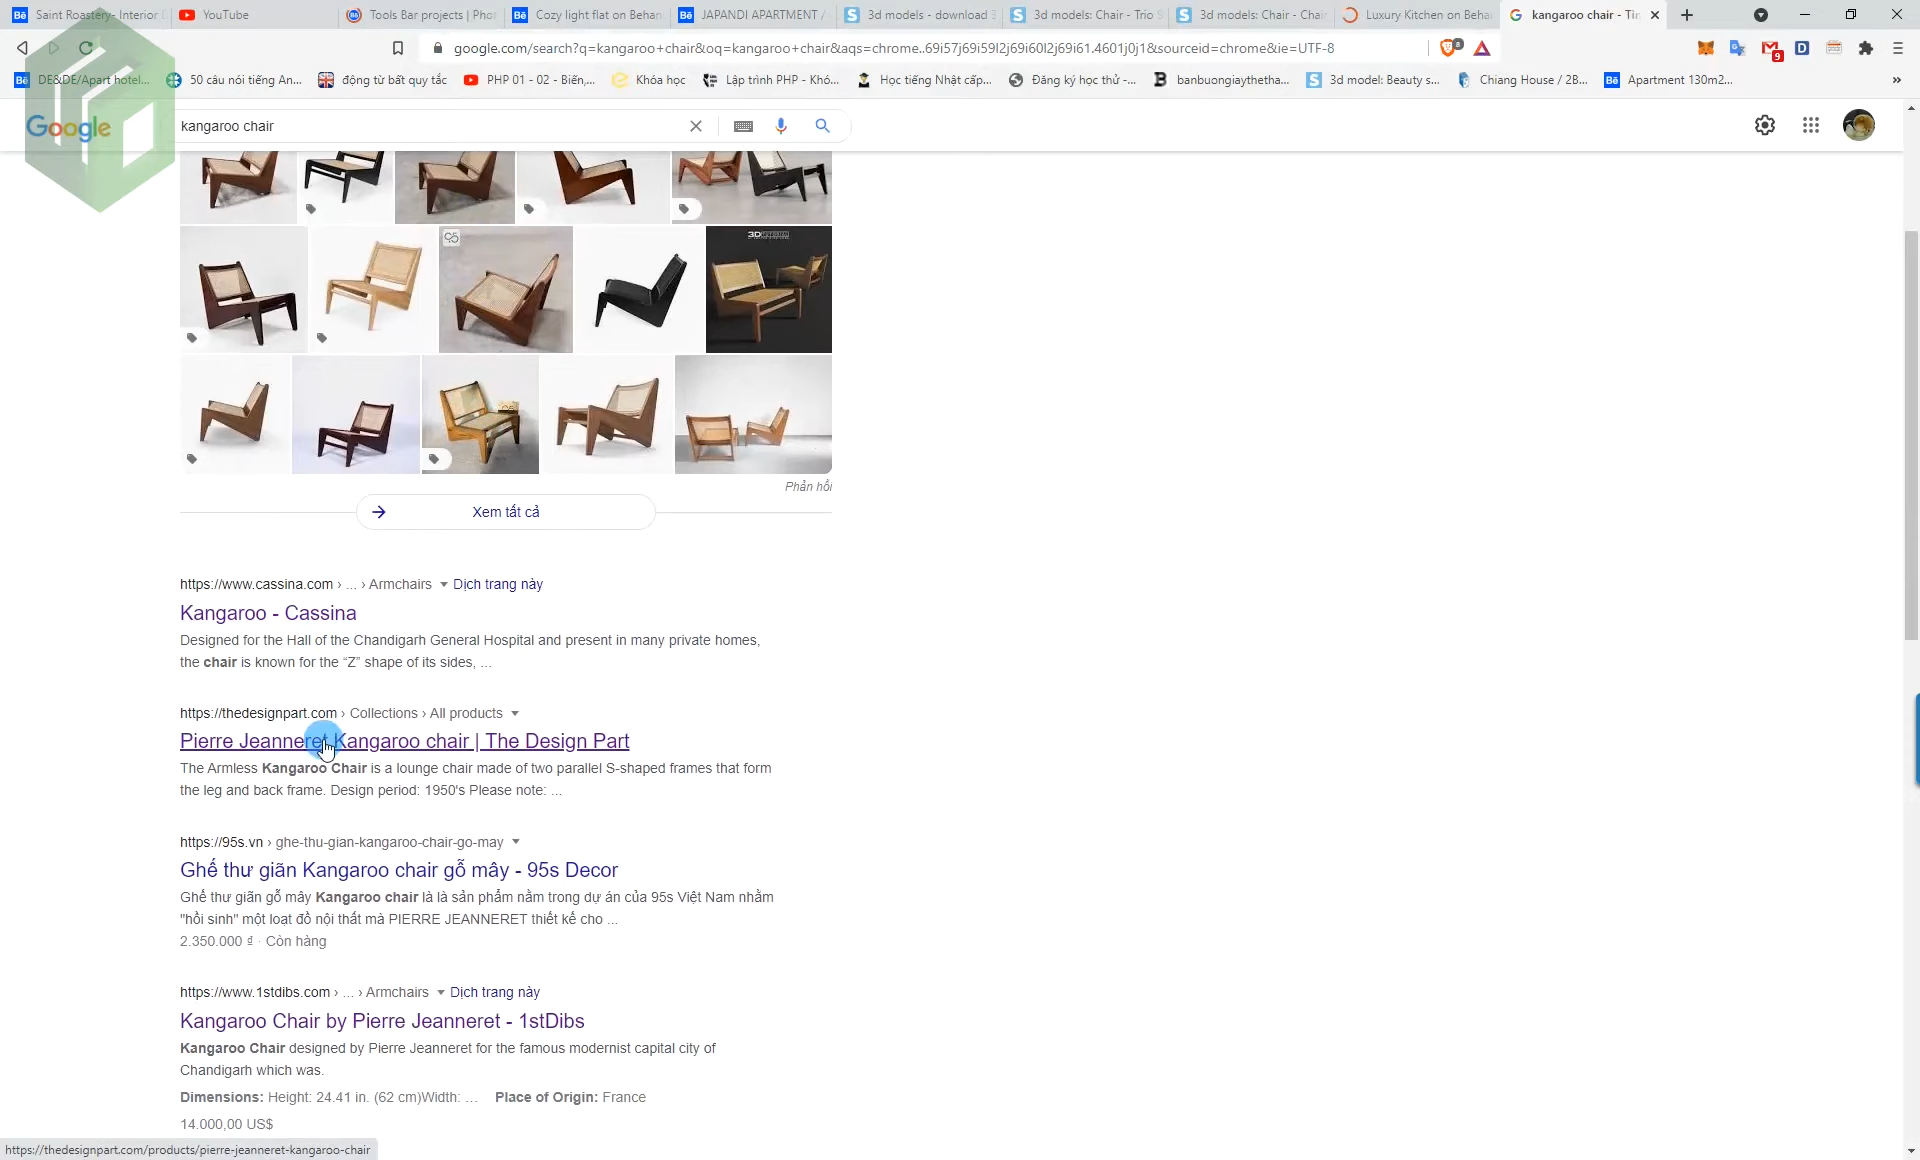 Saint Roastery- Interior
YouTube
Tools Bar projects | Phot
Cozy light flat on Behan
JAPANDI APARTMENT /
3d models - download 3
3d models: Chair - Trio S
3d models: Chair - Chair
Luxury Kitchen on Behan
kangaroo chair - Tìn
google.com/search?q=kangaroo+chair&oq=kangaroo+chair&aqs=chrome..69i57j69i59l2j69i60l2j69i61.4601j0j1&sourceid=chrome&ie=UTF-8
8
9
DE&DE/Apart hotel...
50 câu nói tiếng An...
động từ bất quy tắc
PHP 01 - 02 - Biến,...
Khóa học
Lập trình PHP - Khó...
Học tiếng Nhật cấp...
Đăng ký học thử -...
banbuongiaythetha...
3d model: Beauty s...
Chiang House / 2B...
Apartment 130m2...
Google
kangaroo chair
Phản hồi
Xem tất cả
https://www.cassina.com › ... › Armchairs
Dịch trang này
Kangaroo - Cassina
Designed for the Hall of the Chandigarh General Hospital and present in many private homes,
the chair is known for the “Z” shape of its sides, ...
https://thedesignpart.com › Collections › All products
Pierre Jeanneret Kangaroo chair | The Design Part
The Armless Kangaroo Chair is a lounge chair made of two parallel S-shaped frames that form
the leg and back frame. Design period: 1950's Please note: ...
https://95s.vn › ghe-thu-gian-kangaroo-chair-go-may
Ghế thư giãn Kangaroo chair gỗ mây - 95s Decor
Ghế thư giãn gỗ mây Kangaroo chair là là sản phẩm nằm trong dự án của 95s Việt Nam nhằm
"hồi sinh" một loạt đồ nội thất mà PIERRE JEANNERET thiết kế cho ...
2.350.000 ₫ · Còn hàng
https://www.1stdibs.com › ... › Armchairs
Dịch trang này
Kangaroo Chair by Pierre Jeanneret - 1stDibs
Kangaroo Chair designed by Pierre Jeanneret for the famous modernist capital city of
Chandigarh which was.
Dimensions: Height: 24.41 in. (62 cm)Width: ...
Place of Origin: France
14.000,00 US$
https://thedesignpart.com/products/pierre-jeanneret-kangaroo-chair